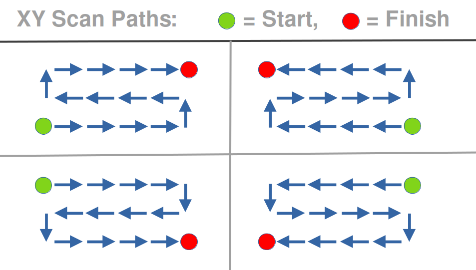 XY Scan Paths: = Start, = Finish